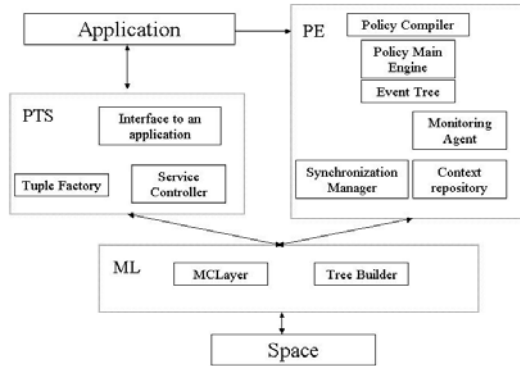 Application
PE
Policy Compiler
Policy Main
Engine
Event Tree
Monitoring
Agent
Synchronization
Manager
Context
repository
PTS
Interface to an
application
Tuple Factory
Service
Controller
ML
MCLayer
Tree Builder
Space